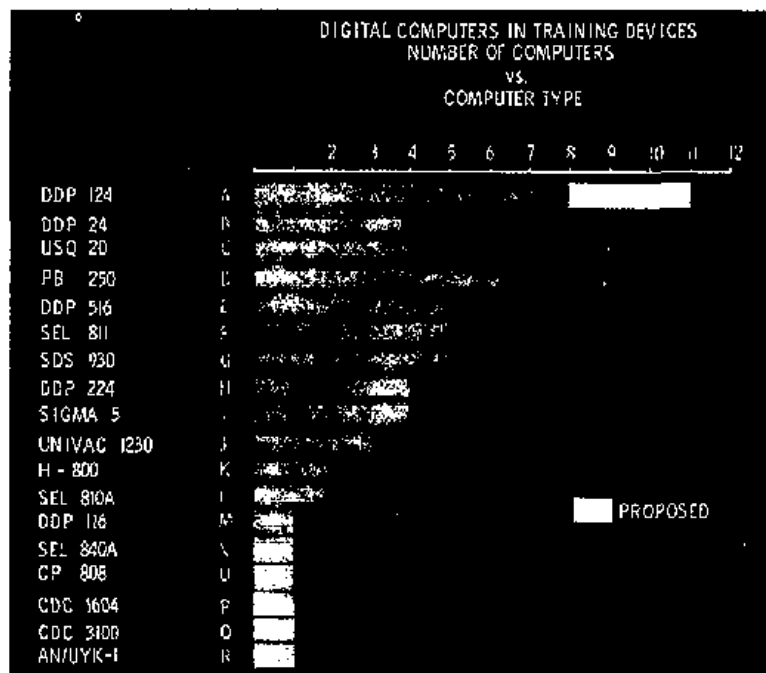 DIGITAL COMPUTERS IN TRAINING DEVICES
NUMBER OF COMPUTERS
VS.
COMPUTER TYPE
2 3 4 5 6 7 8 9 10 11 12
DDP 124 A
DDP 24 B
USQ 20 C
PB 250 D
DDP 516 E
SEL 811
SDS 930 G
DDP 224 H
SIGMA 5
UNIVAC 1230 J
H-800 K
SEL 810A L
DDP 116 M
SEL 840A N
CP 808
CDC 1604 P
CDC 3100
AN/UYK-1 R
PROPOSED